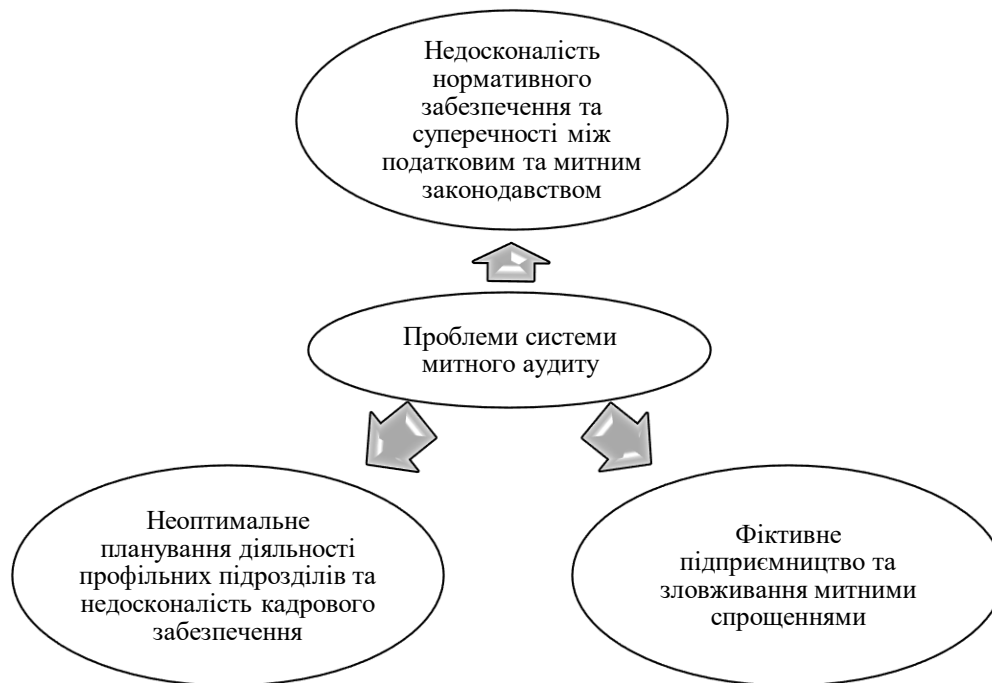 Недосконалість
нормативного
забезпечення та
суперечності між
податковим та митним
законодавством
Проблеми системи
митного аудиту
Неоптимальне
планування діяльності
профільних підрозділів та
недосконалість кадрового
забезпечення
Фіктивне
підприємництво та
зловживання митними
спрощеннями